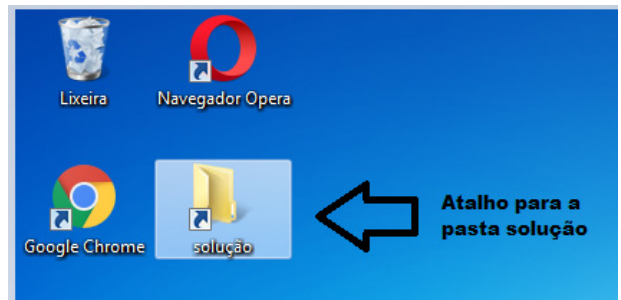 Lixeira
Navegador Opera
Google Chrome
solução
Atalho para a
pasta solução